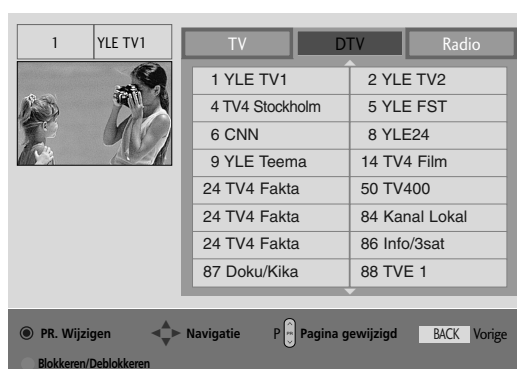 1 YLE TV1
TV DTV Radio
1 YLE TV1 2 YLE TV2
4 TV4 Stockholm 5 YLE FST
6 CNN 8 YLE24
9 YLE Teema 14 TV4 Film
24 TV4 Fakta 50 TV400
24 TV4 Fakta 84 Kanal Lokal
24 TV4 Fakta 86 Info/3sat
87 Doku/Kika 88 TVE 1
PR. Wijzigen Navigatie P PR Pagina gewijzigd BACK Vorige
Blokkeren/Deblokkeren